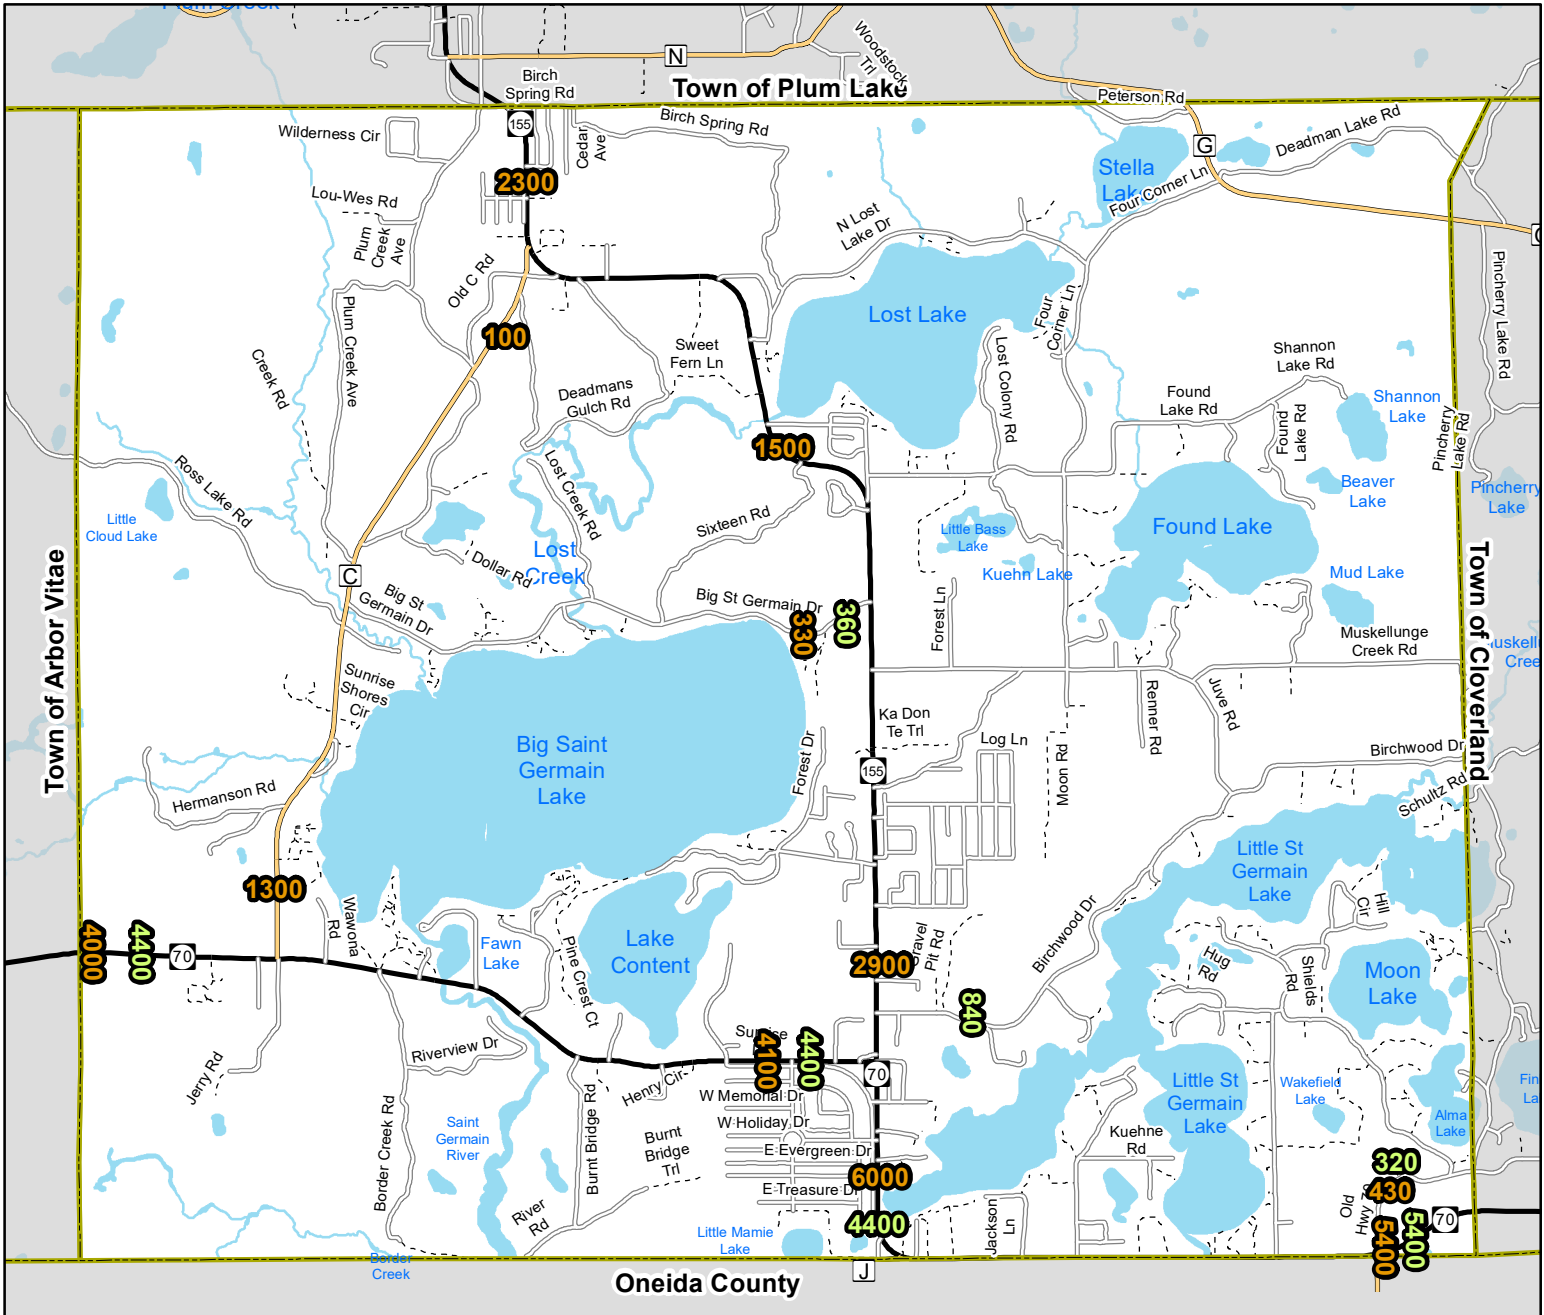 Plum Creek
N
Woodstock
Trl
Birch
Spring Rd
Town of Plum Lake
Peterson Rd
155
Wilderness Cir
Cedar
Ave
Birch Spring Rd
G
Deadman Lake Rd
Stella
Lake
Four Corner Ln
2300
Lou-Wes Rd
Plum
Creek
Ave
N Lost
Lake Dr
Old C Rd
Pincherry Lake Rd
Plum Creek Ave
Lost Lake
Four
Corner Ln
100
Creek Rd
Sweet
Fern Ln
Lost Colony Rd
Shannon
Lake Rd
Deadmans
Gulch Rd
Found
Lake Rd
Shannon
Lake
Found
Lake Rd
Pincherry
Lake Rd
1500
Ross Lake Rd
Lost Creek Rd
Beaver
Lake
Pincherry
Lake
Little
Cloud Lake
Sixteen Rd
Little Bass
Lake
Found Lake
Lost
Creek
Dollar Rd
Kuehn Lake
Mud Lake
C
Town of Arbor Vitae
Town of Cloverland
Big St
Germain Dr
Big St Germain Dr
330
360
Forest Ln
Muskellunge
Creek Rd
Sunrise
Shores
Cir
Renner Rd
Juve Rd
Ka Don
Te Trl
Log Ln
Big Saint
Germain
Lake
Forest Dr
155
Moon Rd
Birchwood Dr
Schultz Rd
Hermanson Rd
Little St
Germain
Lake
1300
Wawona
Rd
Hill
Cir
4000
4400
70
Fawn
Lake
Pine Crest Ct
Lake
Content
2900
Gravel
Pit Rd
Birchwood Dr
Hug
Rd
Shields
Rd
Moon
Lake
840
Jerry Rd
Riverview Dr
4100
4400
70
Henry Cir
W Memorial Dr
Little St
Germain
Lake
Wakefield
Lake
Alma
Lake
Border Creek Rd
Saint
Germain
River
Burnt Bridge Rd
Burnt
Bridge
Trl
W Holiday Dr
E Evergreen Dr
Kuehne
Rd
320
430
6000
E Treasure Dr
River
Rd
4400
Little Mamie
Lake
Jackson
Ln
Old
Hwy 70
5400
5400
70
Border
Creek
Oneida County
J